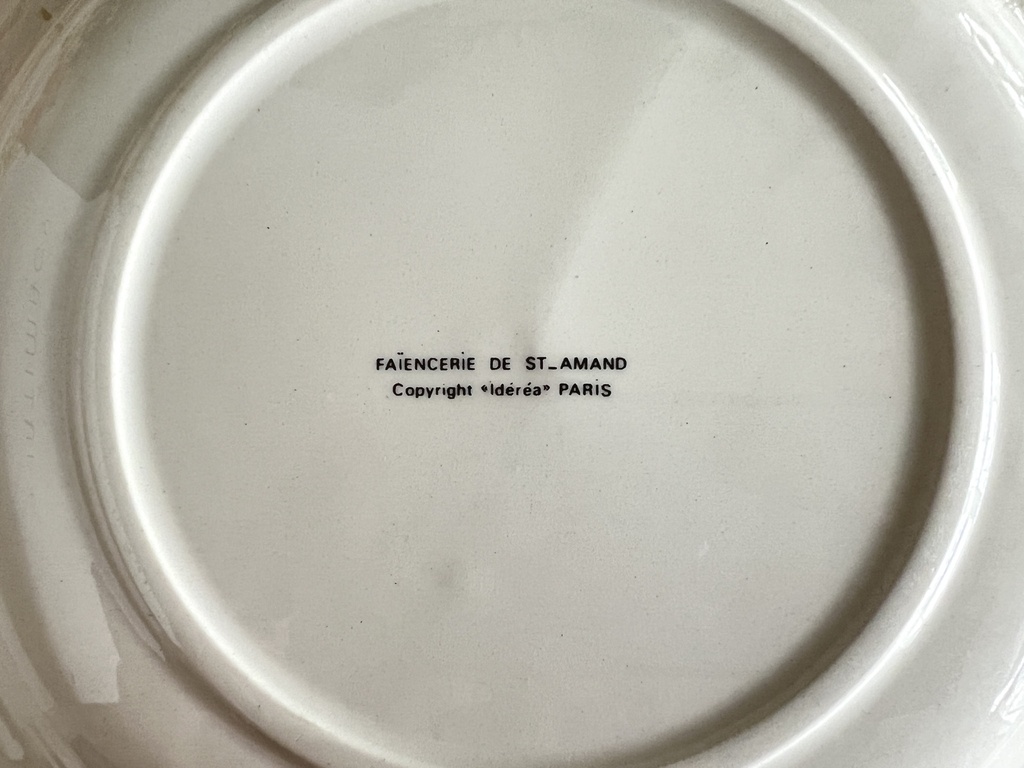 FAÏENCERIE DE ST_AMAND
Copyright «Idéréa» PARIS